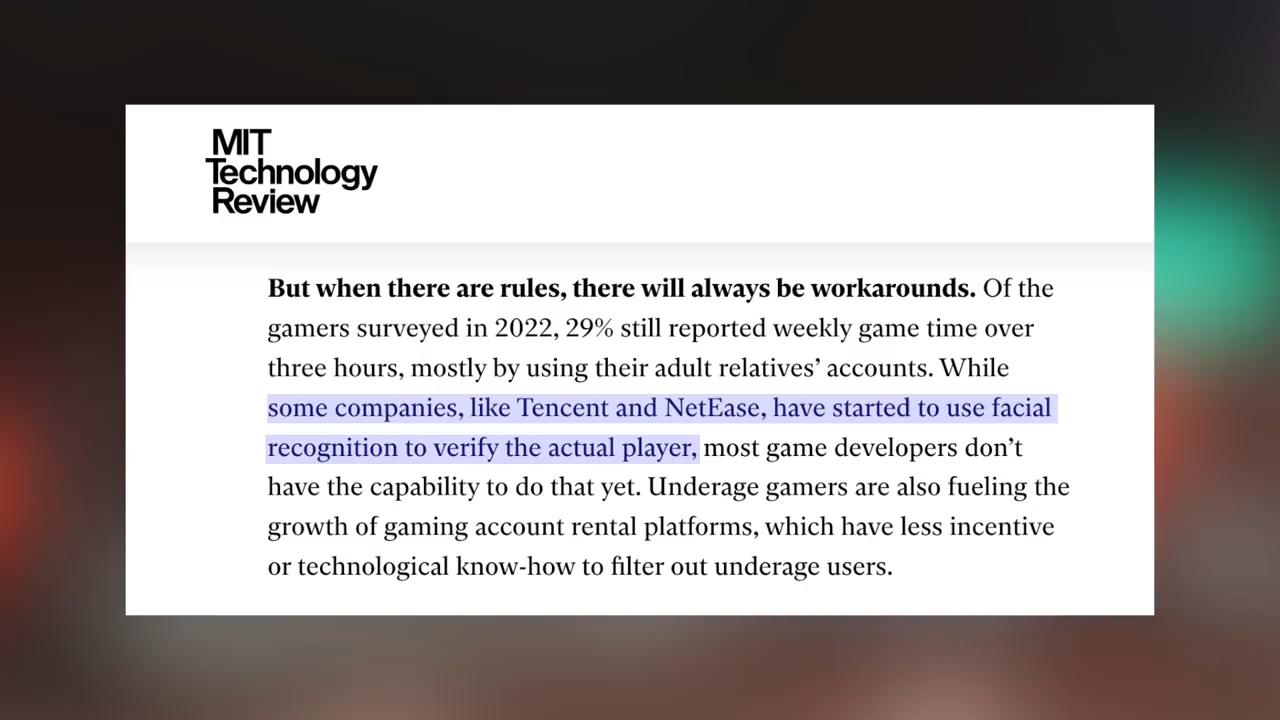 MIT
Technology
Review
But when there are rules, there will always be workarounds. Of the
gamers surveyed in 2022, 29% still reported weekly game time over
three hours, mostly by using their adult relatives’ accounts. While
some companies, like Tencent and NetEase, have started to use facial
recognition to verify the actual player, most game developers don’t
have the capability to do that yet. Underage gamers are also fueling the
growth of gaming account rental platforms, which have less incentive
or technological know-how to filter out underage users.